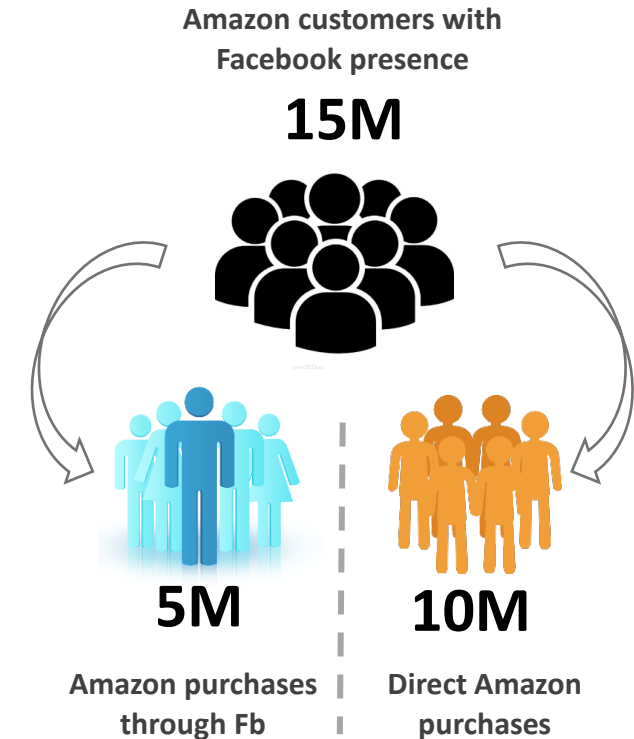 Amazon customers with
Facebook presence
15M
5M
10M
Amazon purchases
through Fb
Direct Amazon
purchases